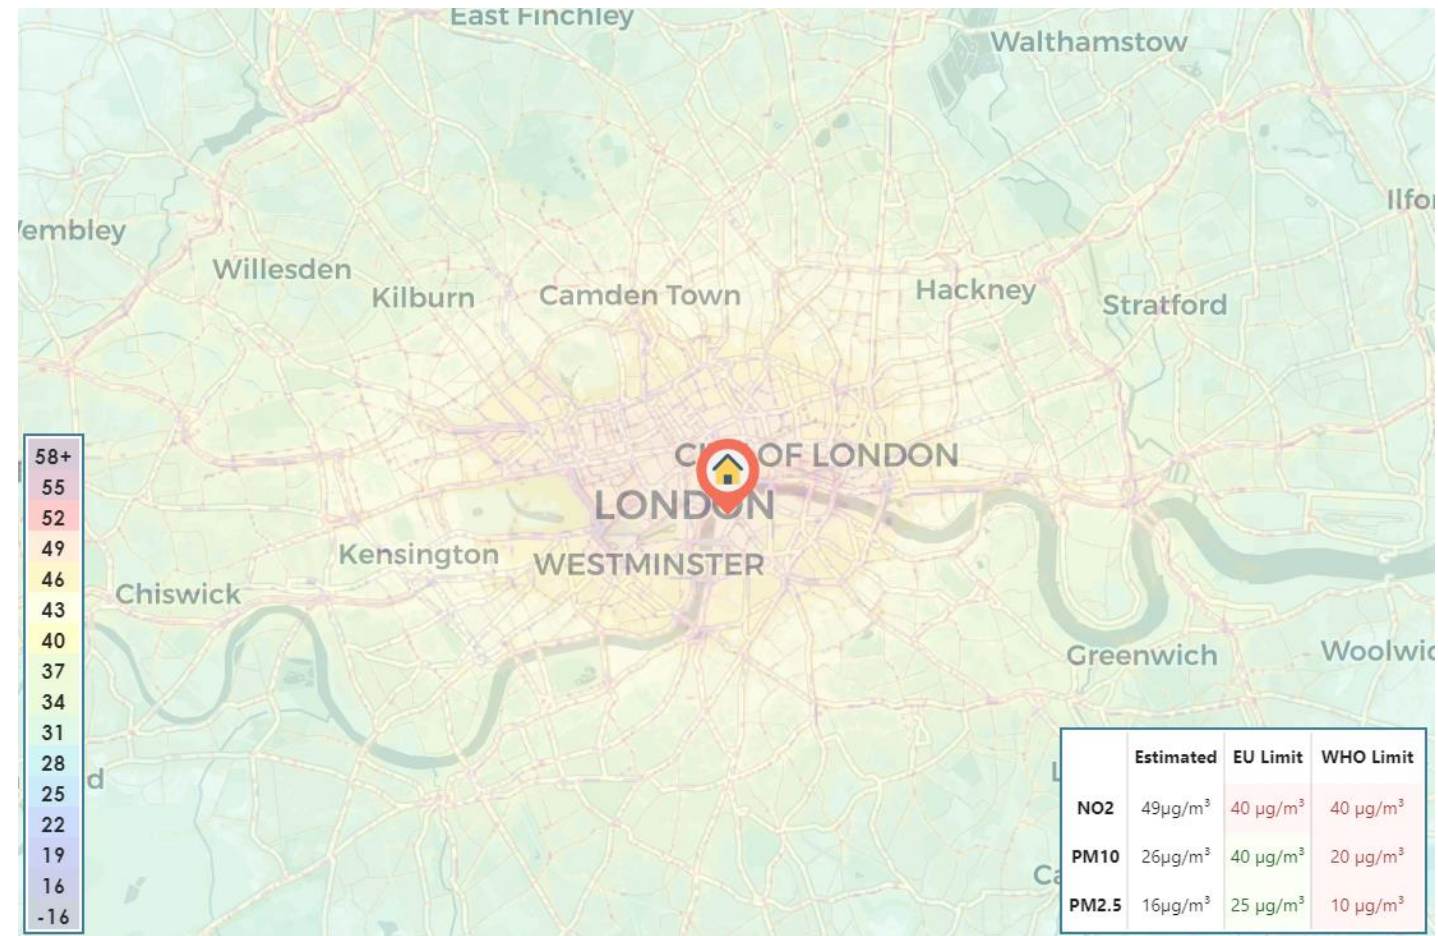 East Finchley
Walthamstow
embley
Ilfo
Willesden
Kilburn
Camden Town
Hackney
Stratford
OF LONDON
LONDON
Kensington
WESTMINSTER
Chiswick
Greenwich
Woolwic
d
58+
55
52
49
46
43
40
37
34
31
28
25
22
19
16
-16
Estimated EU Limit WHO Limit
NO2 49µg/m³ 40 µg/m³ 40 µg/m³
PM10 26µg/m³ 40 µg/m³ 20 µg/m³
PM2.5 16µg/m³ 25 µg/m³ 10 µg/m³